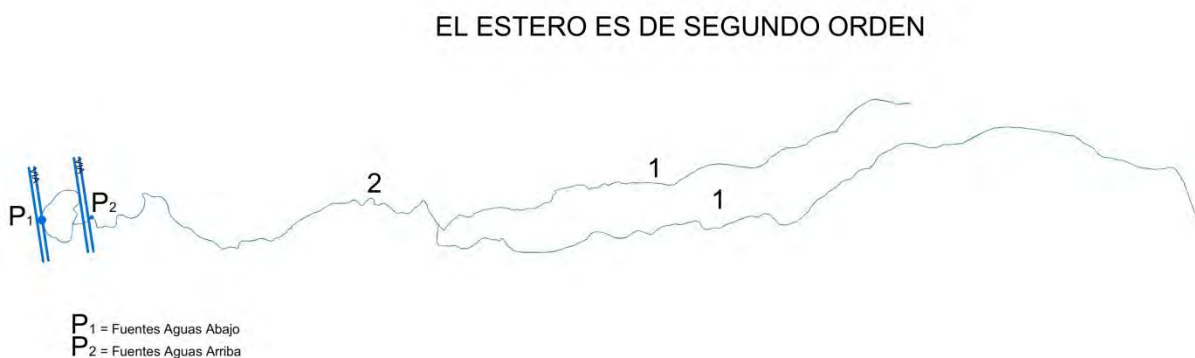 EL ESTERO ES DE SEGUNDO ORDEN
1
2
1
P1
P2
P1 = Fuentes Aguas Abajo
P2 = Fuentes Aguas Arriba